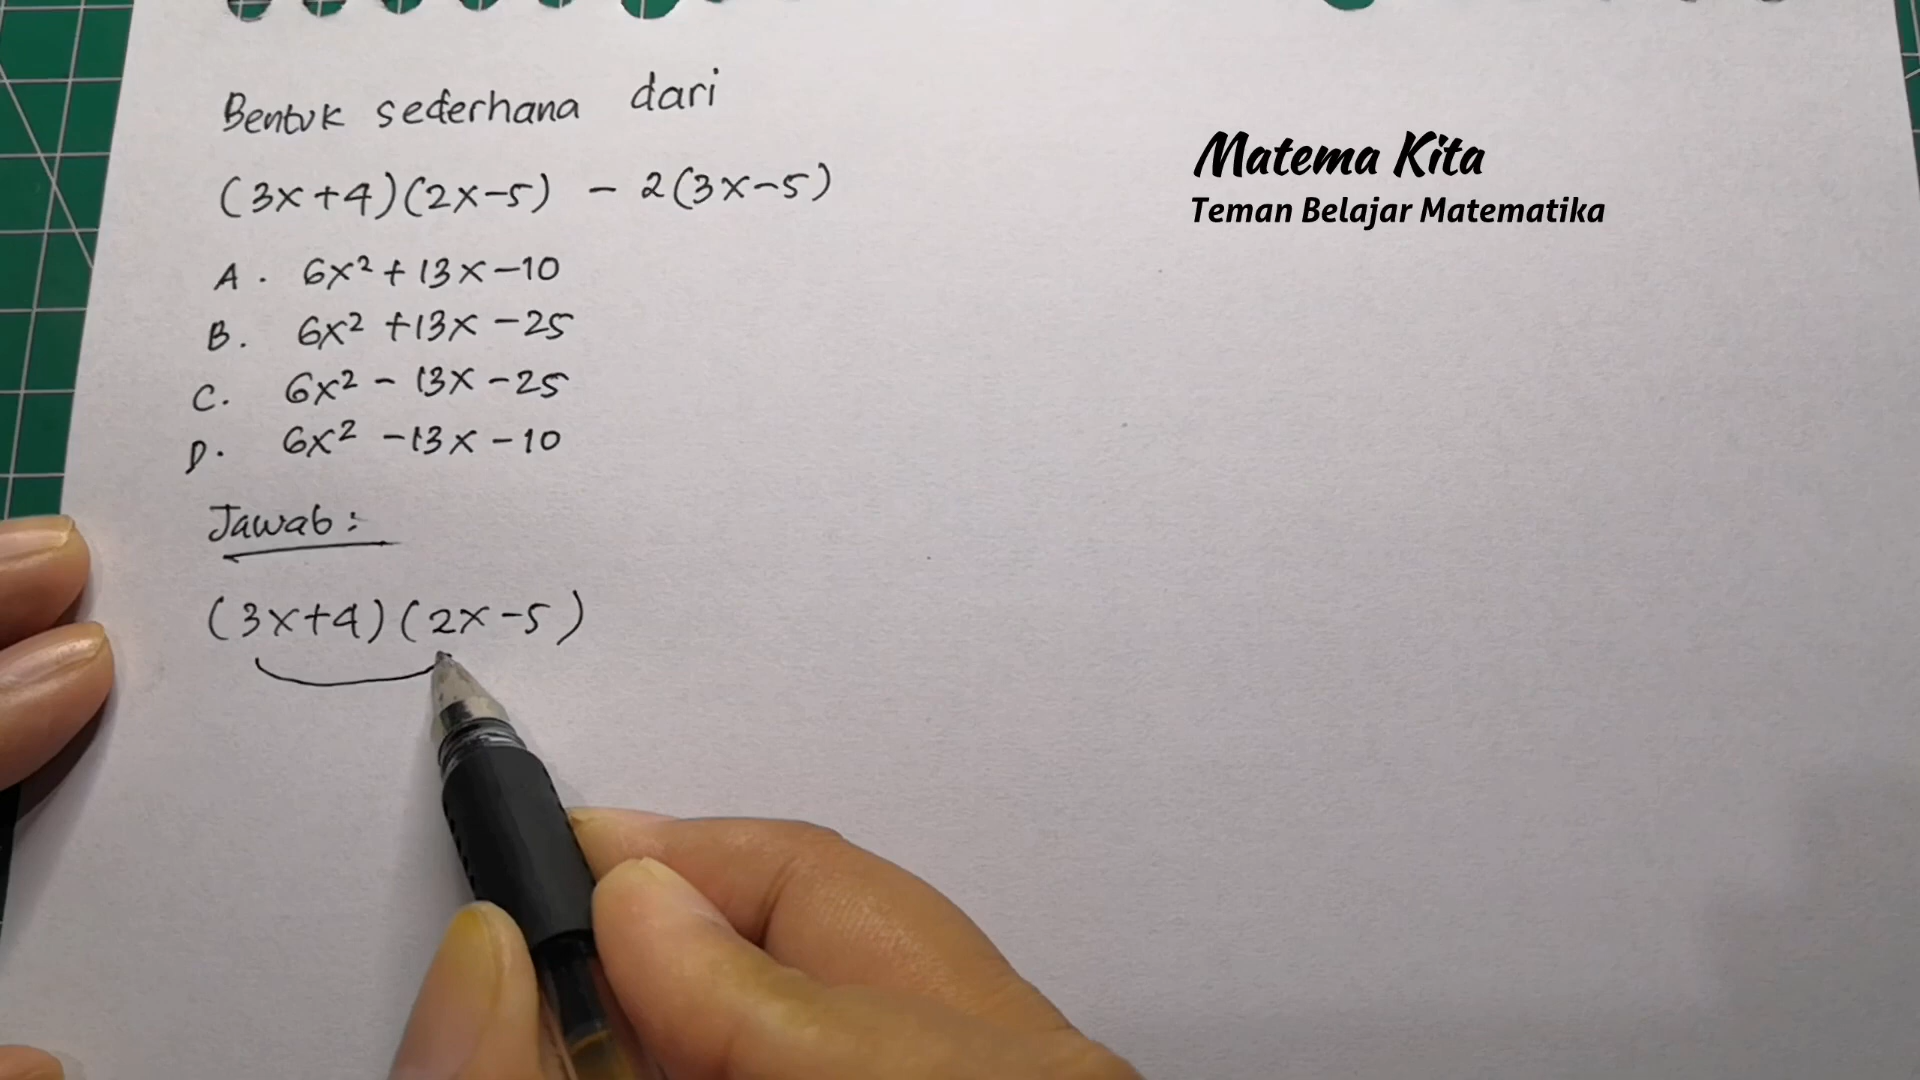 Bentuk sederhana dari
(3x+4)(2x-5) - 2(3x-5)
A. 6x² + 13x - 10
B. 6x² + 13x - 25
C. 6x² - 13x - 25
D. 6x² - 13x - 10
Jawab:
(3x+4)(2x-5)
Matema Kita
Teman Belajar Matematika